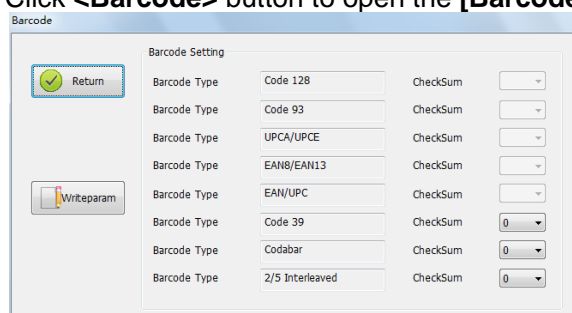 Click <Barcode> button to open the [Barcode
Barcode
Barcode Setting
Return
Barcode Type Code 128 CheckSum
Barcode Type Code 93 CheckSum
Barcode Type UPCA/UPCE CheckSum
Barcode Type EAN8/EAN13 CheckSum
Writeparam
Barcode Type EAN/UPC CheckSum
Barcode Type Code 39 CheckSum 0
Barcode Type Codabar CheckSum 0
Barcode Type 2/5 Interleaved CheckSum 0